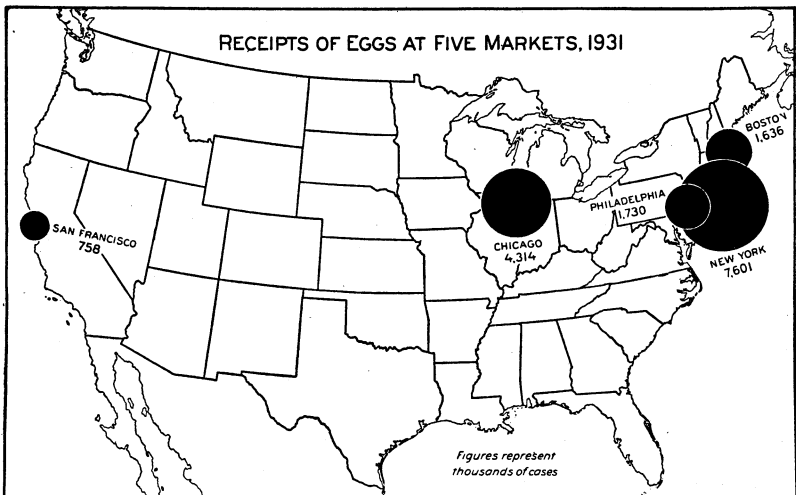 RECEIPTS OF EGGS AT FIVE MARKETS, 1931
BOSTON
1,636
PHILADELPHIA
1,730
SAN FRANCISCO
758
CHICAGO
4,314
NEW YORK
7,601
Figures represent
thousands of cases